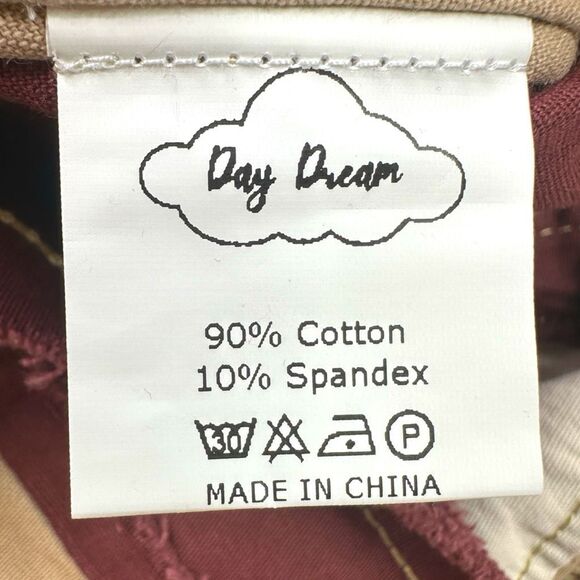 Day Dream
90% Cotton
10% Spandex
30 P
MADE IN CHINA